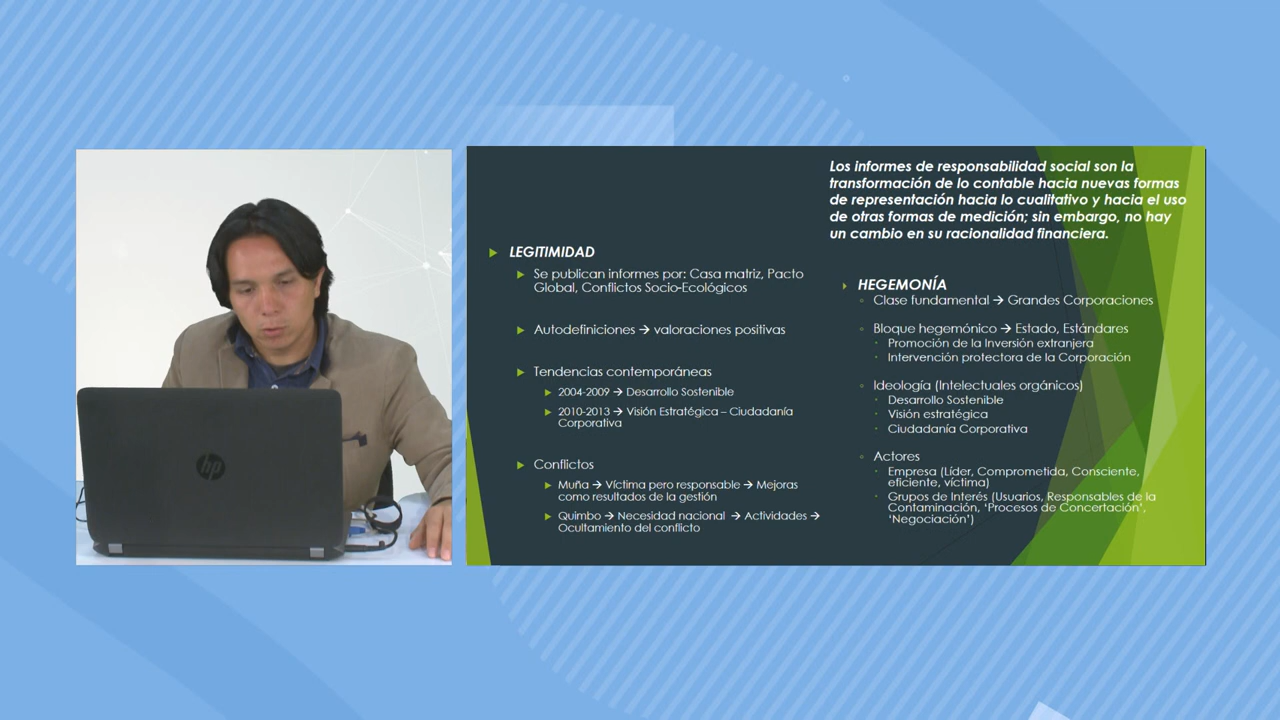 hp
LEGITIMIDAD
Se publican informes por: Casa matriz, Pacto
Global, Conflictos Socio-Ecológicos
Autodefiniciones → valoraciones positivas
Tendencias contemporáneas
2004-2009 → Desarrollo Sostenible
2010-2013 → Visión Estratégica – Ciudadanía
Corporativa
Conflictos
Muña → Víctima pero responsable → Mejoras
como resultados de la gestión
Quimbo → Necesidad nacional → Actividades →
Ocultamiento del conflicto
Los informes de responsabilidad social son la
transformación de lo contable hacia nuevas formas
de representación hacia lo cualitativo y hacia el uso
de otras formas de medición; sin embargo, no hay
un cambio en su racionalidad financiera.
HEGEMONÍA
Clase fundamental → Grandes Corporaciones
Bloque hegemónico → Estado, Estándares
Promoción de la Inversión extranjera
Intervención protectora de la Corporación
Ideología (Intelectuales orgánicos)
Desarrollo Sostenible
Visión estratégica
Ciudadanía Corporativa
Actores
Empresa (Líder, Comprometida, Consciente,
eficiente, víctima)
Grupos de Interés (Usuarios, Responsables de la
Contaminación, ‘Procesos de Concertación’,
‘Negociación’)